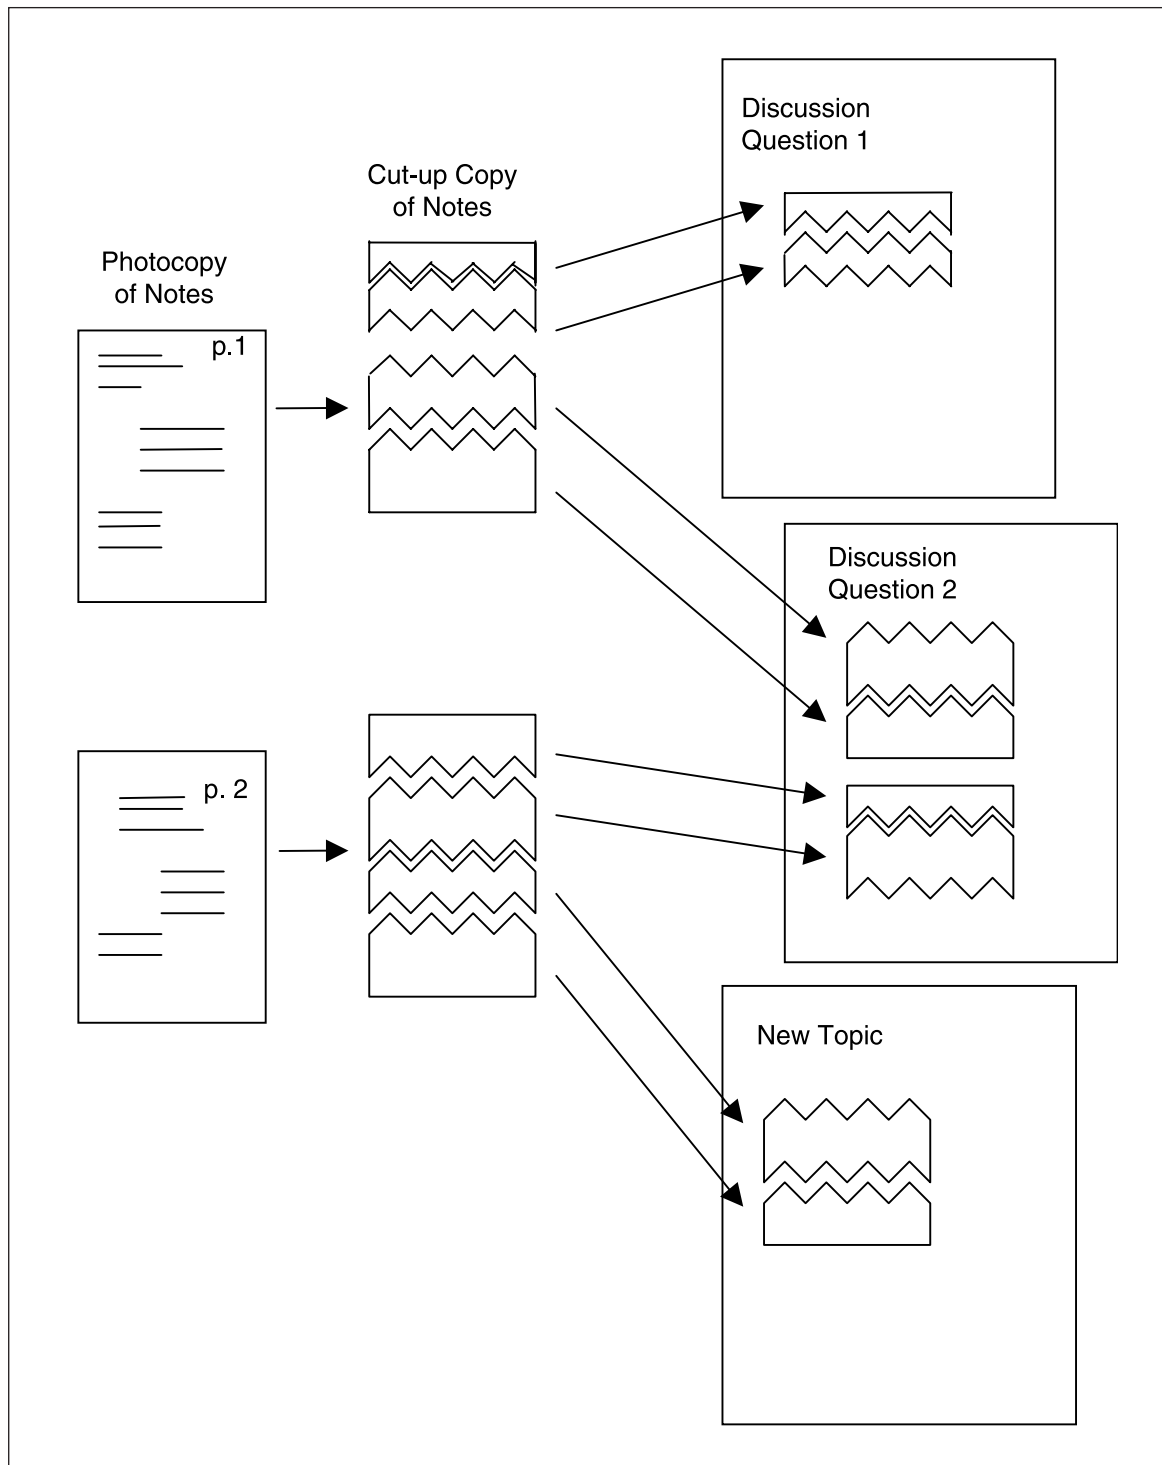 Photocopy
of Notes
p.1
Cut-up Copy
of Notes
Discussion
Question 1
Discussion
Question 2
p. 2
New Topic